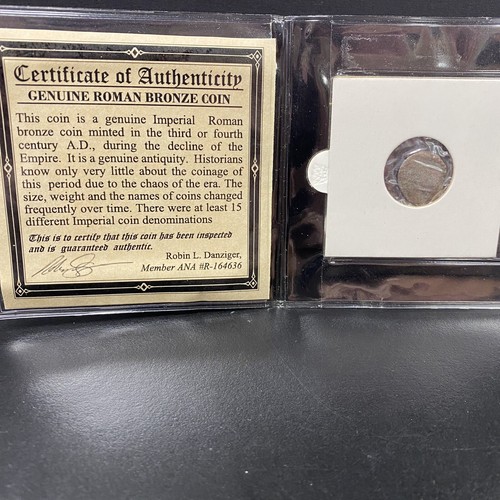 Certificate of Authenticity
GENUINE ROMAN BRONZE COIN
This coin is a genuine Imperial Roman
bronze coin minted in the third or fourth
century A.D., during the decline of the
Empire. It is a genuine antiquity. Historians
know only very little about the coinage of
this period due to the chaos of the era. The
size, weight and the names of coins changed
frequently over time. There were at least 15
different Imperial coin denominations
This is to certify that this coin has been inspected
and is guaranteed authentic.
Robin L. Danziger,
Member ANA #R-164636